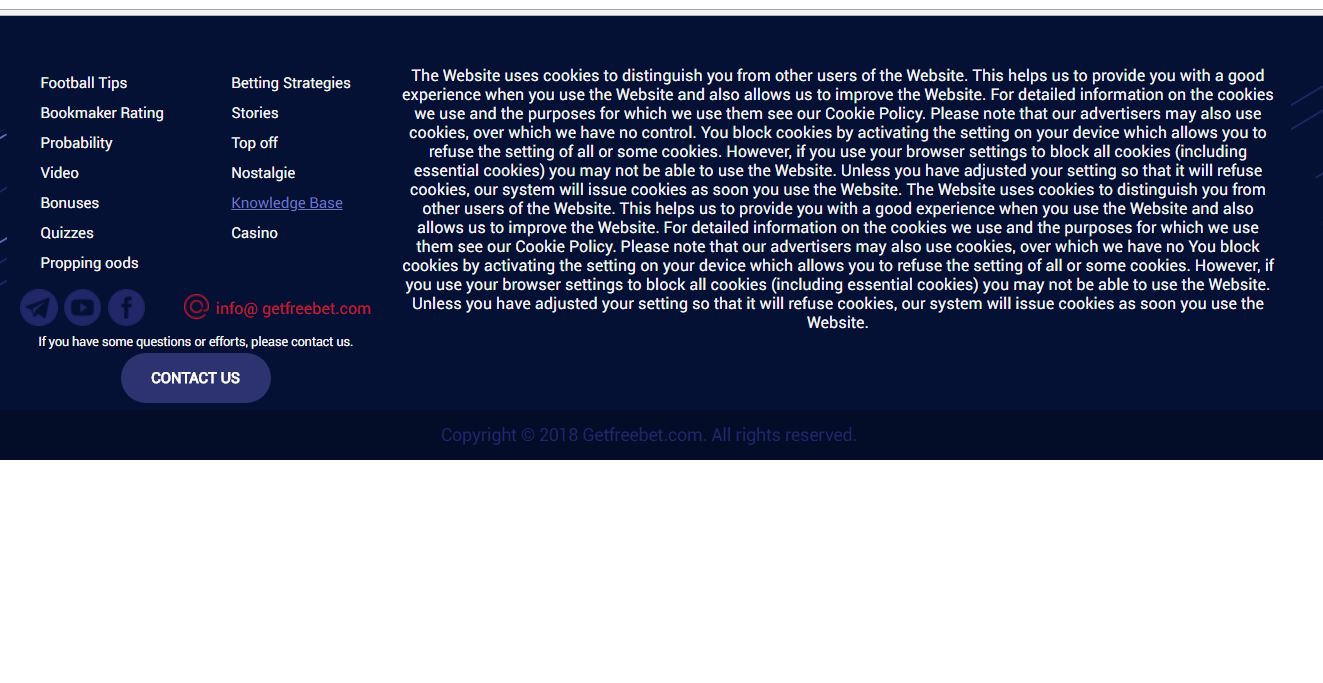 Football Tips
Bookmaker Rating
Probability
Video
Bonuses
Quizzes
Propping oods
Betting Strategies
Stories
Top off
Nostalgie
Knowledge Base
Casino
info@ getfreebet.com
If you have some questions or efforts, please contact us.
CONTACT US
The Website uses cookies to distinguish you from other users of the Website. This helps us to provide you with a good
experience when you use the Website and also allows us to improve the Website. For detailed information on the cookies
we use and the purposes for which we use them see our Cookie Policy. Please note that our advertisers may also use
cookies, over which we have no control. You block cookies by activating the setting on your device which allows you to
refuse the setting of all or some cookies. However, if you use your browser settings to block all cookies (including
essential cookies) you may not be able to use the Website. Unless you have adjusted your setting so that it will refuse
cookies, our system will issue cookies as soon you use the Website. The Website uses cookies to distinguish you from
other users of the Website. This helps us to provide you with a good experience when you use the Website and also
allows us to improve the Website. For detailed information on the cookies we use and the purposes for which we use
them see our Cookie Policy. Please note that our advertisers may also use cookies, over which we have no You block
cookies by activating the setting on your device which allows you to refuse the setting of all or some cookies. However, if
you use your browser settings to block all cookies (including essential cookies) you may not be able to use the Website.
Unless you have adjusted your setting so that it will refuse cookies, our system will issue cookies as soon you use the
Website.
Copyright © 2018 Getfreebet.com. All rights reserved.